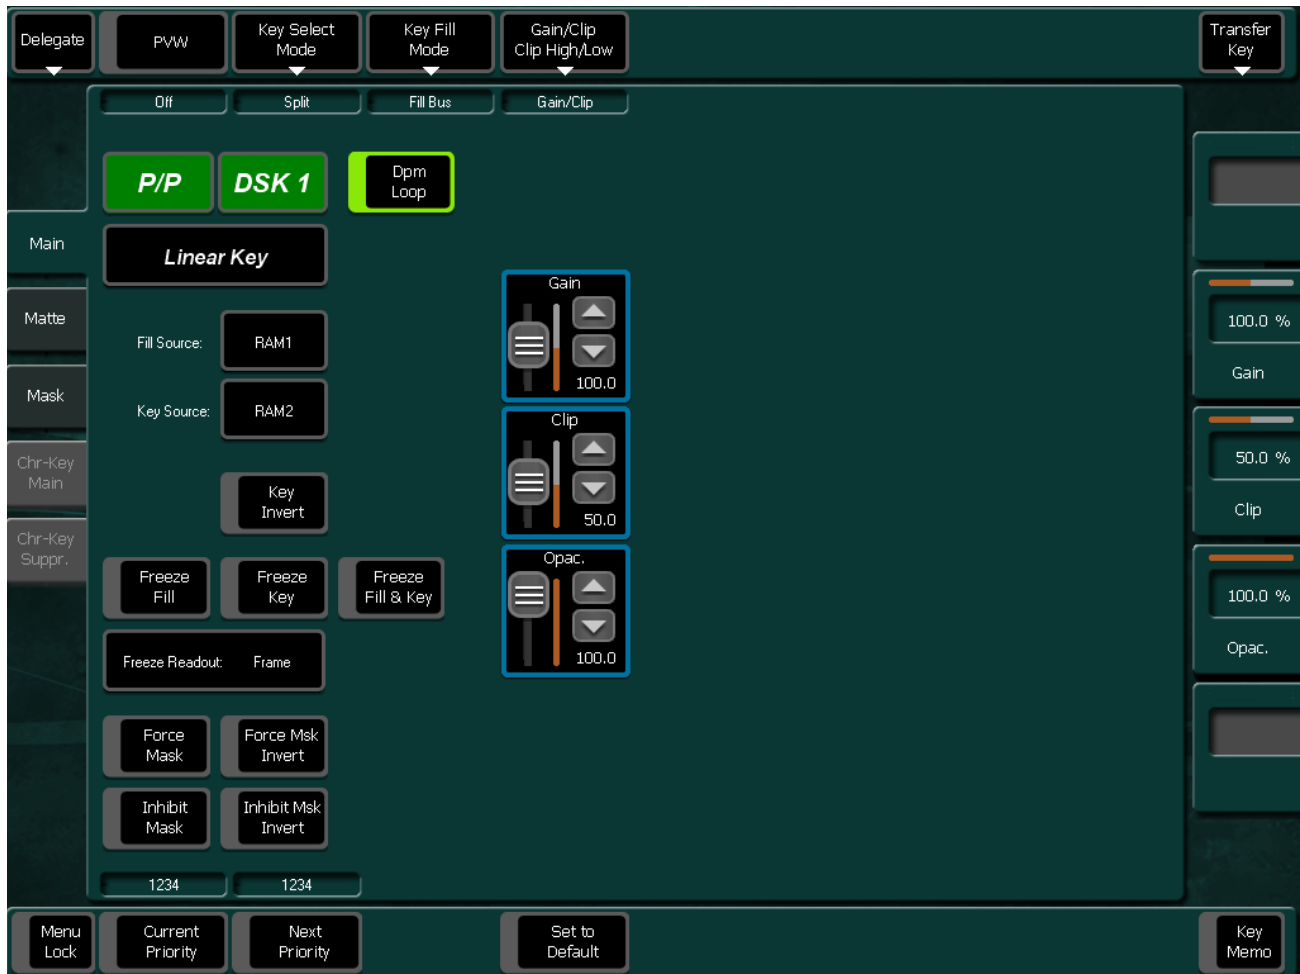 Delegate
PVW
Key Select
Mode
Key Fill
Mode
Gain/Clip
Clip High/Low
Transfer
Key
Off
Split
Fill Bus
Gain/Clip
P/P
DSK 1
Dpm
Loop
Main
Linear Key
Matte
Fill Source:
RAM1
Gain
100.0
100.0 %
Gain
Mask
Key Source:
RAM2
Clip
50.0
50.0 %
Clip
Chr-Key
Main
Key
Invert
Chr-Key
Suppr.
Freeze
Fill
Freeze
Key
Freeze
Fill & Key
Opac.
100.0
100.0 %
Opac.
Freeze Readout: Frame
Force
Mask
Force Msk
Invert
Inhibit
Mask
Inhibit Msk
Invert
1234
1234
Menu
Lock
Current
Priority
Next
Priority
Set to
Default
Key
Memo